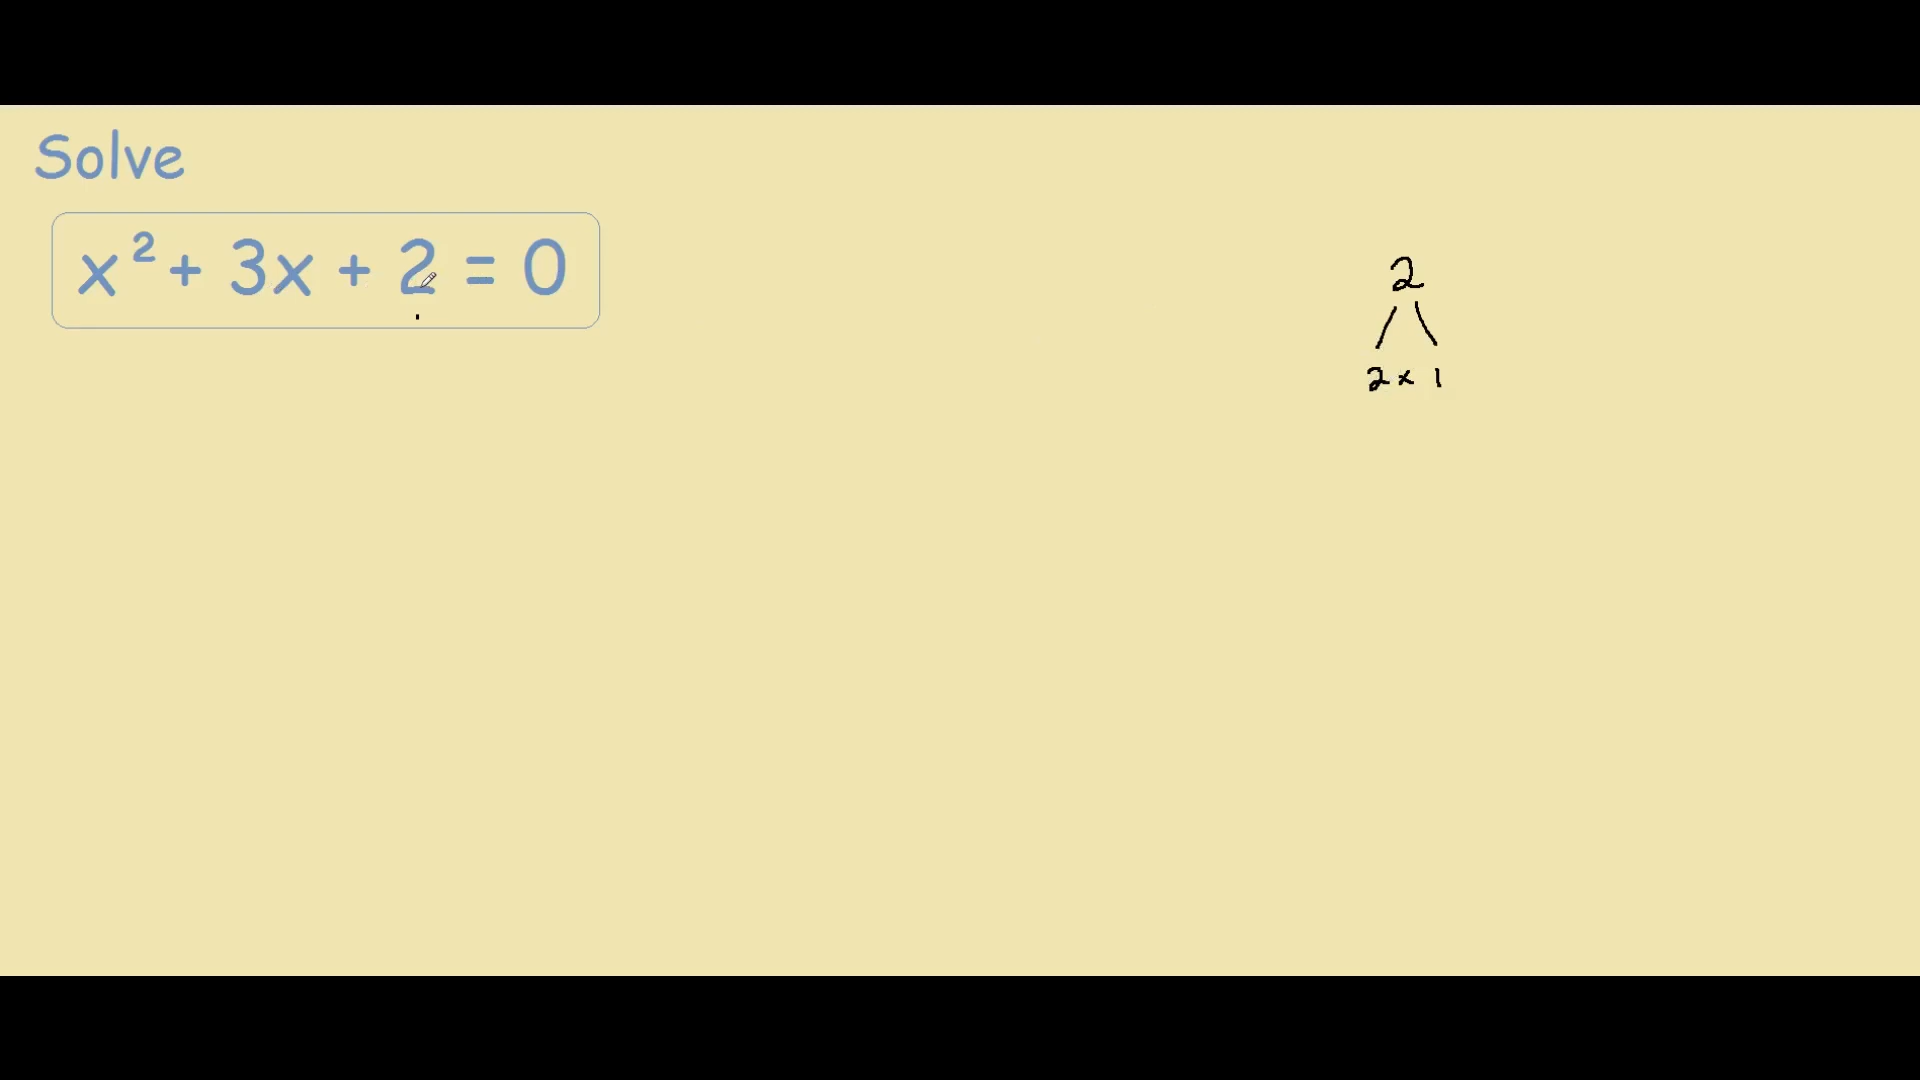 Solve
x² + 3x + 2 = 0
2
2 x 1